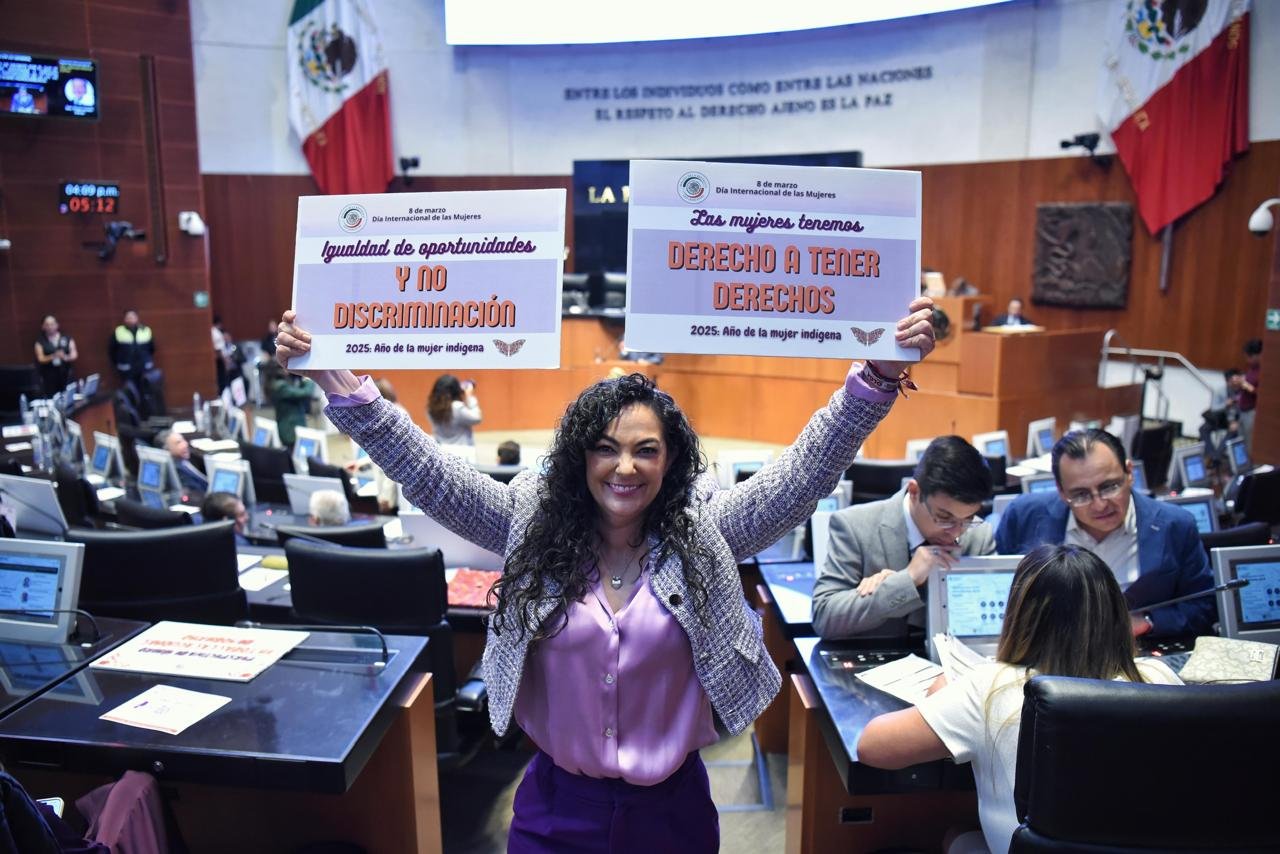 ENTRE LOS INDIVIDUOS COMO ENTRE LAS NACIONES
EL RESPETO AL DERECHO AJENO ES LA PAZ
04:09 p.m.
05:12
LA
8 de marzo
Día Internacional de las Mujeres
Igualdad de oportunidades
Y NO
DISCRIMINACIÓN
2025: Año de la mujer indígena
8 de marzo
Día Internacional de las Mujeres
Las mujeres tenemos
DERECHO A TENER
DERECHOS
2025: Año de la mujer indígena